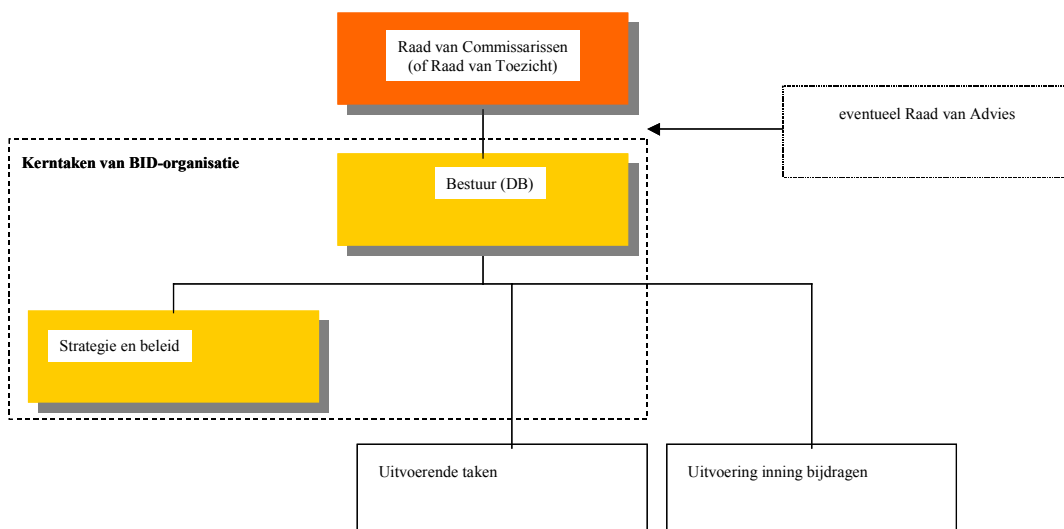 Raad van Commissarissen
(of Raad van Toezicht)
eventueel Raad van Advies
Kerntaken van BID-organisatie
Bestuur (DB)
Strategie en beleid
Uitvoerende taken
Uitvoering inning bijdragen